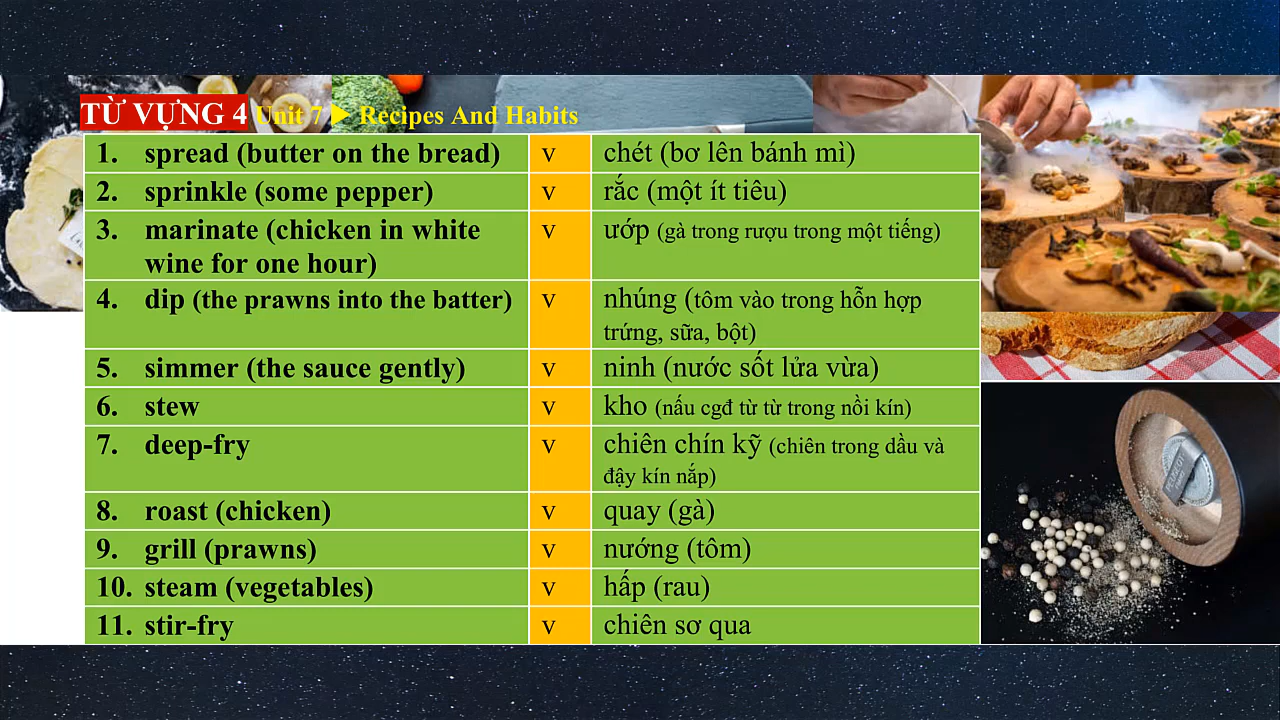 TỪ VỰNG 4 Unit 7 ▶ Recipes And Habits
1. spread (butter on the bread) v chét (bơ lên bánh mì)
2. sprinkle (some pepper) v rắc (một ít tiêu)
3. marinate (chicken in white v ướp (gà trong rượu trong một tiếng)
wine for one hour)
4. dip (the prawns into the batter) v nhúng (tôm vào trong hỗn hợp
trứng, sữa, bột)
5. simmer (the sauce gently) v ninh (nước sốt lửa vừa)
6. stew v kho (nấu cgđ từ từ trong nồi kín)
7. deep-fry v chiên chín kỹ (chiên trong dầu và
đậy kín nắp)
8. roast (chicken) v quay (gà)
9. grill (prawns) v nướng (tôm)
10. steam (vegetables) v hấp (rau)
11. stir-fry v chiên sơ qua